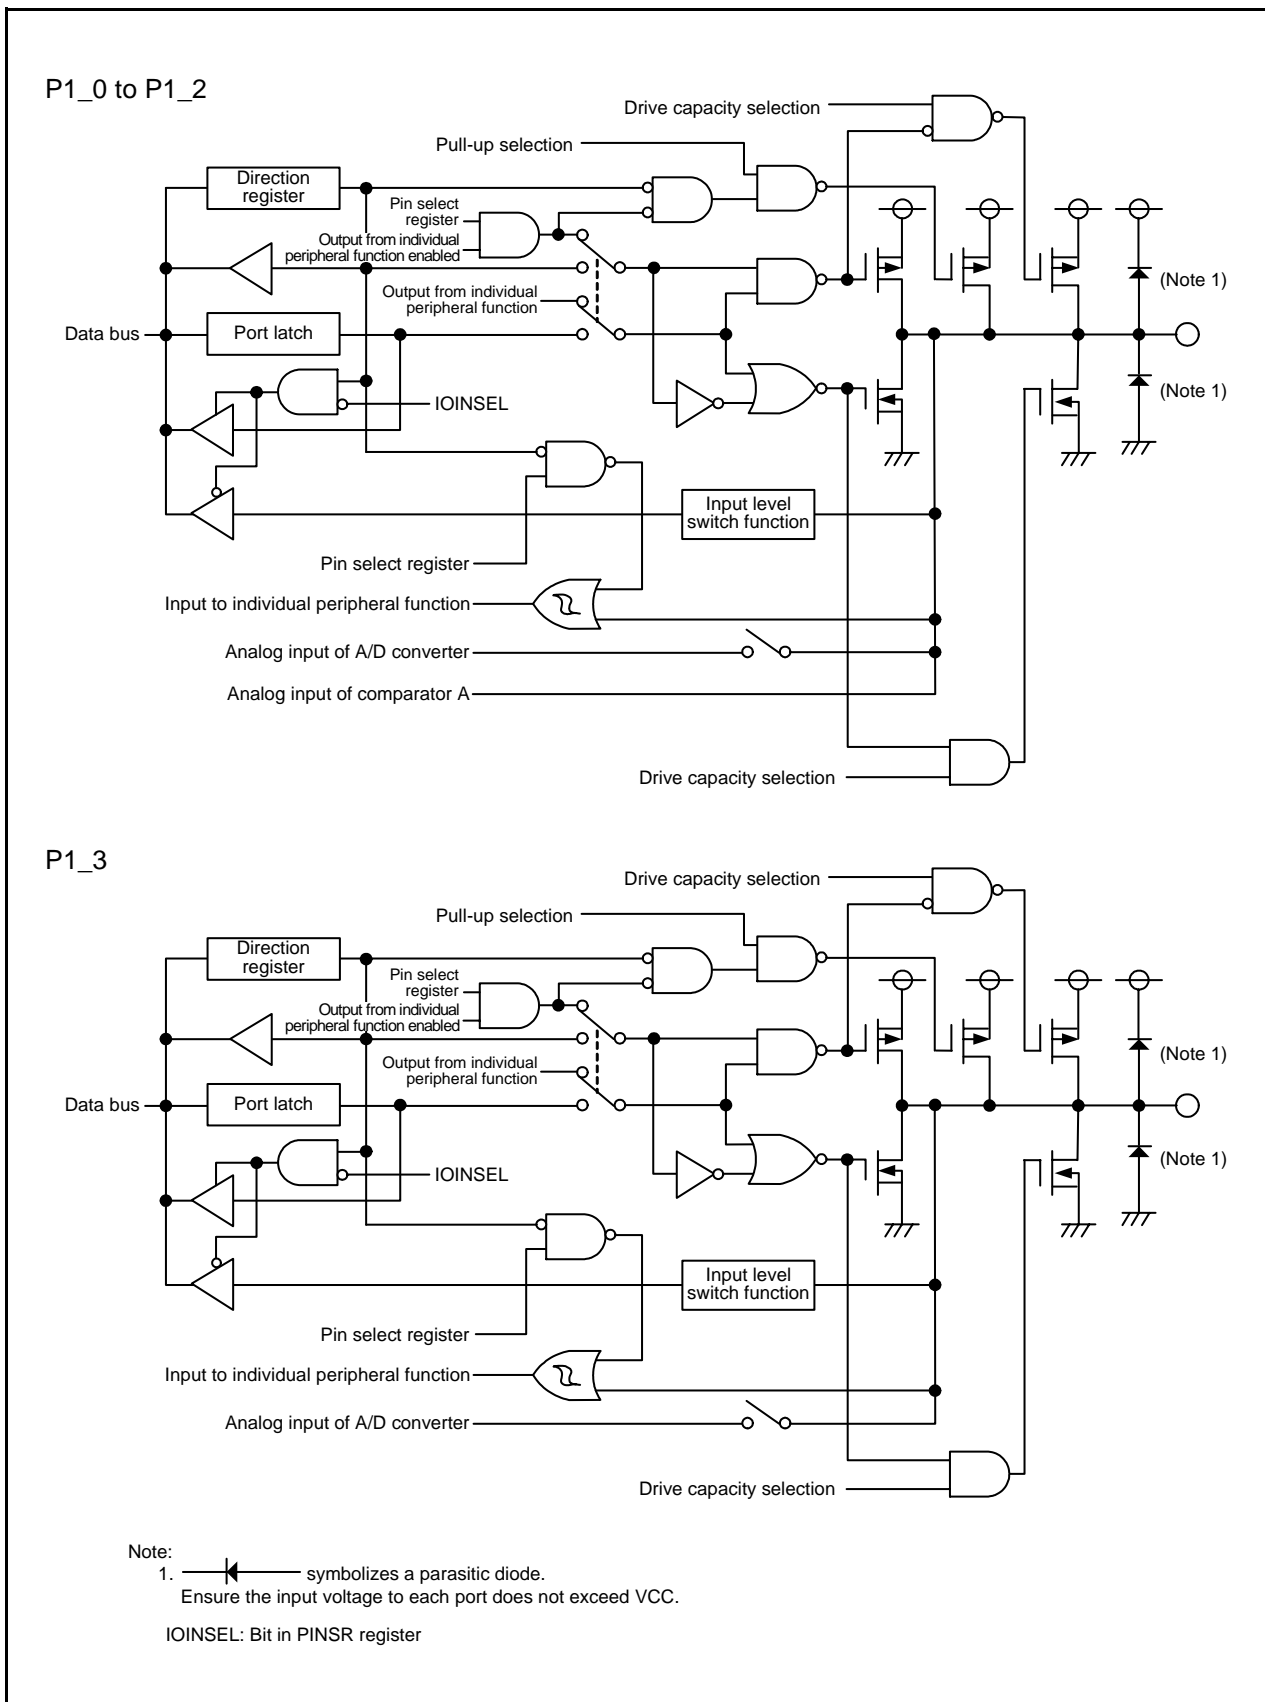 P1_0 to P1_2
Drive capacity selection
Pull-up selection
Direction
register
Pin select
register
Output from individual
peripheral function enabled
Output from individual
peripheral function
(Note 1)
Data bus
Port latch
(Note 1)
IOINSEL
Input level
switch function
Pin select register
Input to individual peripheral function
Analog input of A/D converter
Analog input of comparator A
Drive capacity selection
P1_3
Drive capacity selection
Pull-up selection
Direction
register
Pin select
register
Output from individual
peripheral function enabled
Output from individual
peripheral function
(Note 1)
Data bus
Port latch
(Note 1)
IOINSEL
Input level
switch function
Pin select register
Input to individual peripheral function
Analog input of A/D converter
Drive capacity selection
Note:
1. symbolizes a parasitic diode.
Ensure the input voltage to each port does not exceed VCC.
IOINSEL: Bit in PINSR register